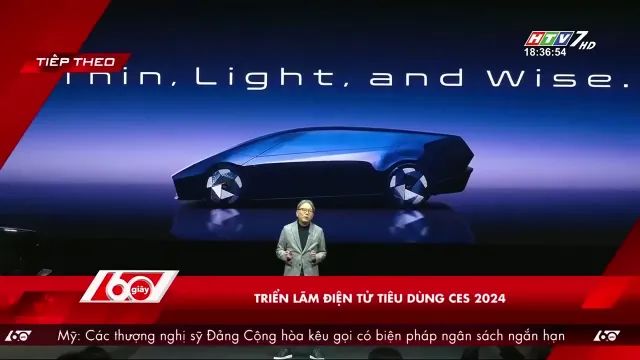 TIẾP THEO
HTV7 HD
18:36:54
Thin, Light, and Wise.
60 giây
TRIỂN LÃM ĐIỆN TỬ TIÊU DÙNG CES 2024
60 Mỹ: Các thượng nghị sỹ Đảng Cộng hòa kêu gọi có biện pháp ngân sách ngắn hạn 60